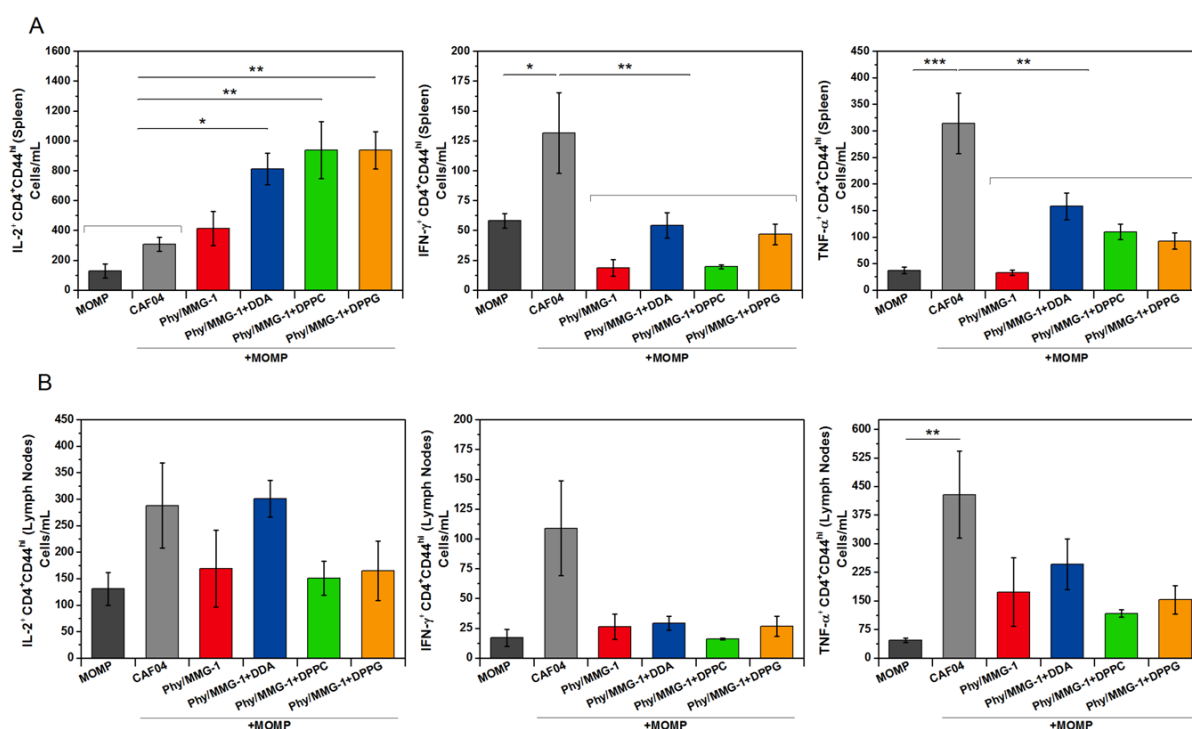 A
IL-2⁺ CD4⁺CD44ʰⁱ (Spleen)
Cells/mL
1600
1400
1200
1000
800
600
400
200
0
**
**
*
MOMP
CAF04
Phy/MMG-1
Phy/MMG-1+DDA
Phy/MMG-1+DPPC
Phy/MMG-1+DPPG
+MOMP
IFN-γ⁺ CD4⁺CD44ʰⁱ (Spleen)
Cells/mL
200
175
150
125
100
75
50
25
0
*
**
MOMP
CAF04
Phy/MMG-1
Phy/MMG-1+DDA
Phy/MMG-1+DPPC
Phy/MMG-1+DPPG
+MOMP
TNF-α⁺ CD4⁺CD44ʰⁱ (Spleen)
Cells/mL
450
400
350
300
250
200
150
100
50
0
***
**
MOMP
CAF04
Phy/MMG-1
Phy/MMG-1+DDA
Phy/MMG-1+DPPC
Phy/MMG-1+DPPG
+MOMP
B
IL-2⁺ CD4⁺CD44ʰⁱ (Lymph Nodes)
Cells/mL
450
400
350
300
250
200
150
100
50
0
MOMP
CAF04
Phy/MMG-1
Phy/MMG-1+DDA
Phy/MMG-1+DPPC
Phy/MMG-1+DPPG
+MOMP
IFN-γ⁺ CD4⁺CD44ʰⁱ (Lymph Nodes)
Cells/mL
200
175
150
125
100
75
50
25
0
MOMP
CAF04
Phy/MMG-1
Phy/MMG-1+DDA
Phy/MMG-1+DPPC
Phy/MMG-1+DPPG
+MOMP
TNF-α⁺ CD4⁺CD44ʰⁱ (Lymph Nodes)
Cells/mL
600
525
450
375
300
225
150
75
0
**
MOMP
CAF04
Phy/MMG-1
Phy/MMG-1+DDA
Phy/MMG-1+DPPC
Phy/MMG-1+DPPG
+MOMP